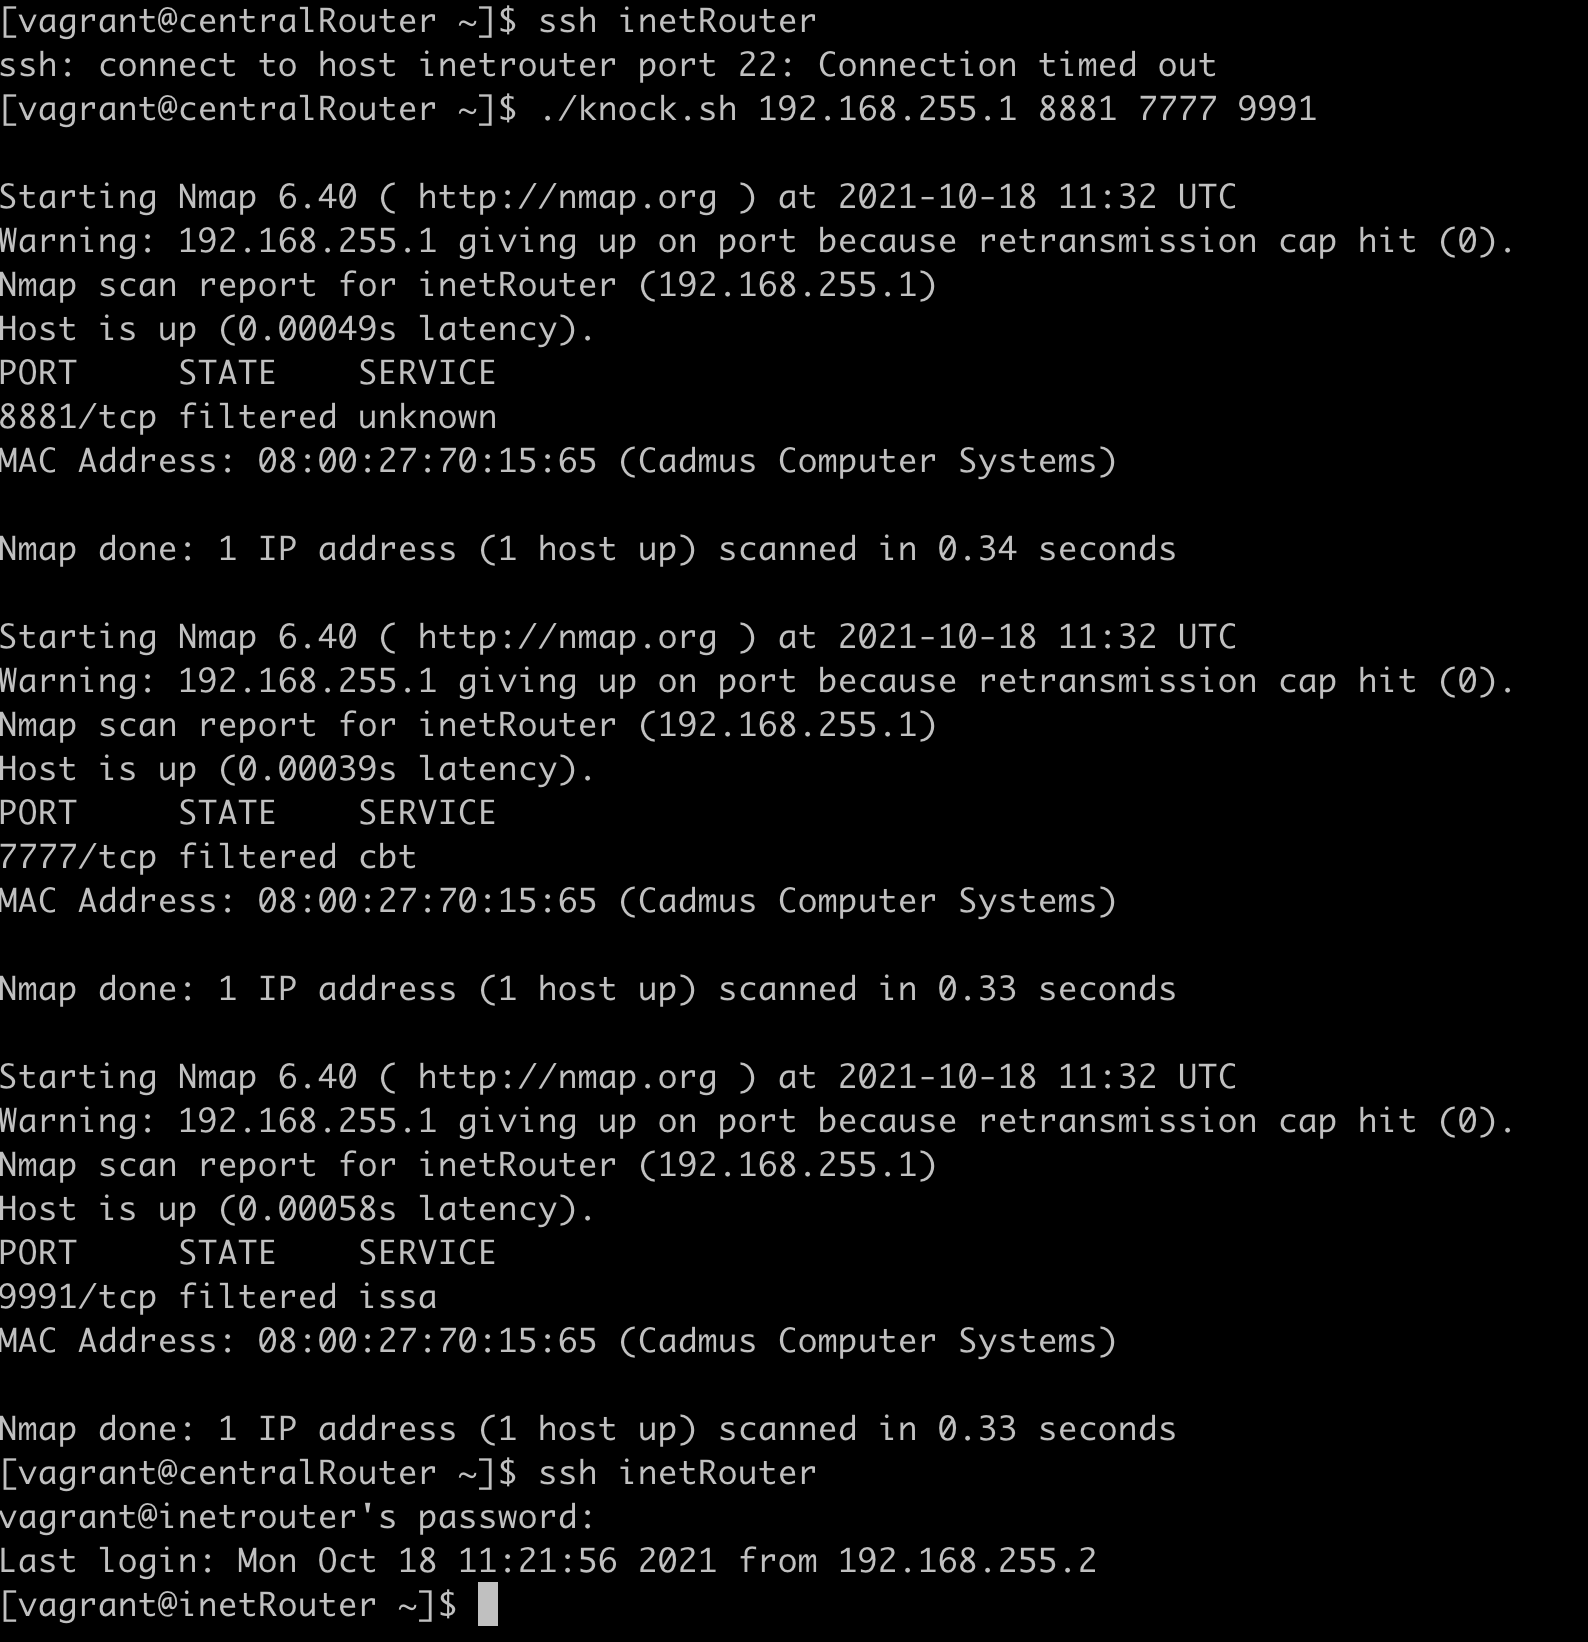 [vagrant@centralRouter ~]$ ssh inetRouter
ssh: connect to host inetrouter port 22: Connection timed out
[vagrant@centralRouter ~]$ ./knock.sh 192.168.255.1 8881 7777 9991
Starting Nmap 6.40 ( http://nmap.org ) at 2021-10-18 11:32 UTC
Warning: 192.168.255.1 giving up on port because retransmission cap hit (0).
Nmap scan report for inetRouter (192.168.255.1)
Host is up (0.00049s latency).
PORT     STATE    SERVICE
8881/tcp filtered unknown
MAC Address: 08:00:27:70:15:65 (Cadmus Computer Systems)
Nmap done: 1 IP address (1 host up) scanned in 0.34 seconds
Starting Nmap 6.40 ( http://nmap.org ) at 2021-10-18 11:32 UTC
Warning: 192.168.255.1 giving up on port because retransmission cap hit (0).
Nmap scan report for inetRouter (192.168.255.1)
Host is up (0.00039s latency).
PORT     STATE    SERVICE
7777/tcp filtered cbt
MAC Address: 08:00:27:70:15:65 (Cadmus Computer Systems)
Nmap done: 1 IP address (1 host up) scanned in 0.33 seconds
Starting Nmap 6.40 ( http://nmap.org ) at 2021-10-18 11:32 UTC
Warning: 192.168.255.1 giving up on port because retransmission cap hit (0).
Nmap scan report for inetRouter (192.168.255.1)
Host is up (0.00058s latency).
PORT     STATE    SERVICE
9991/tcp filtered issa
MAC Address: 08:00:27:70:15:65 (Cadmus Computer Systems)
Nmap done: 1 IP address (1 host up) scanned in 0.33 seconds
[vagrant@centralRouter ~]$ ssh inetRouter
vagrant@inetrouter's password:
Last login: Mon Oct 18 11:21:56 2021 from 192.168.255.2
[vagrant@inetRouter ~]$